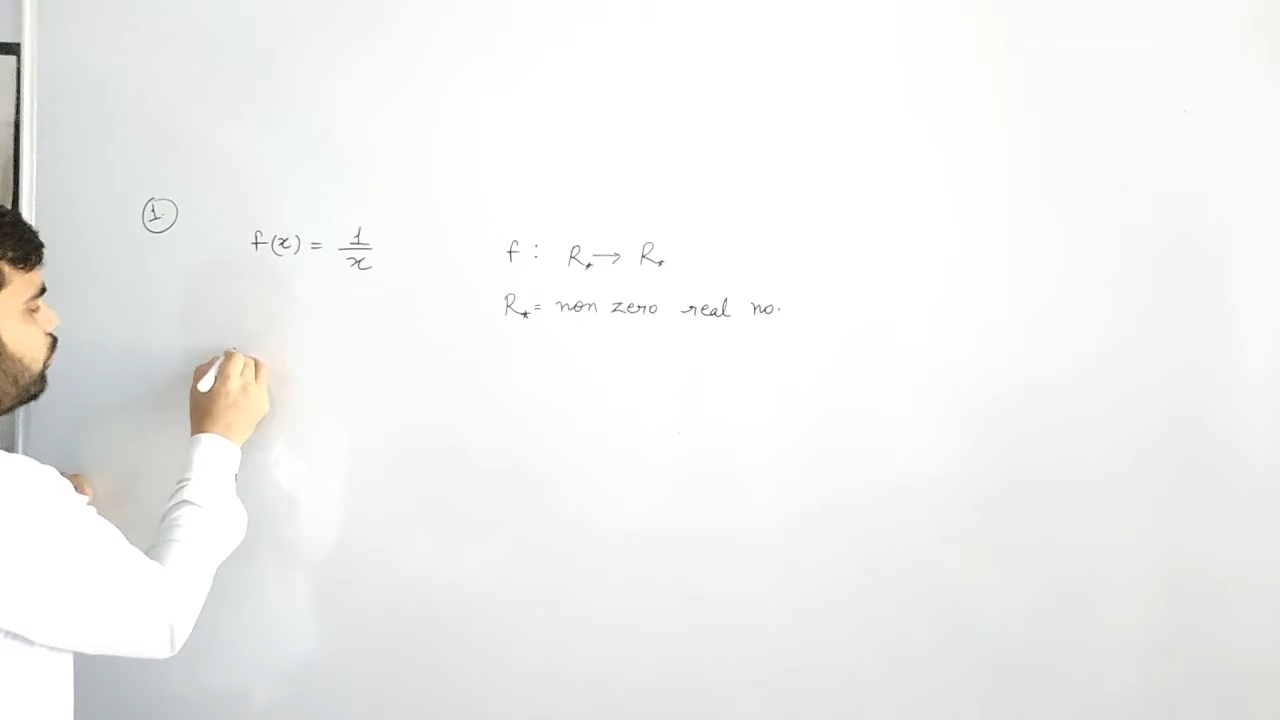 1.
f(x) = 1/x
f : R* → R*
R* = non zero real no.